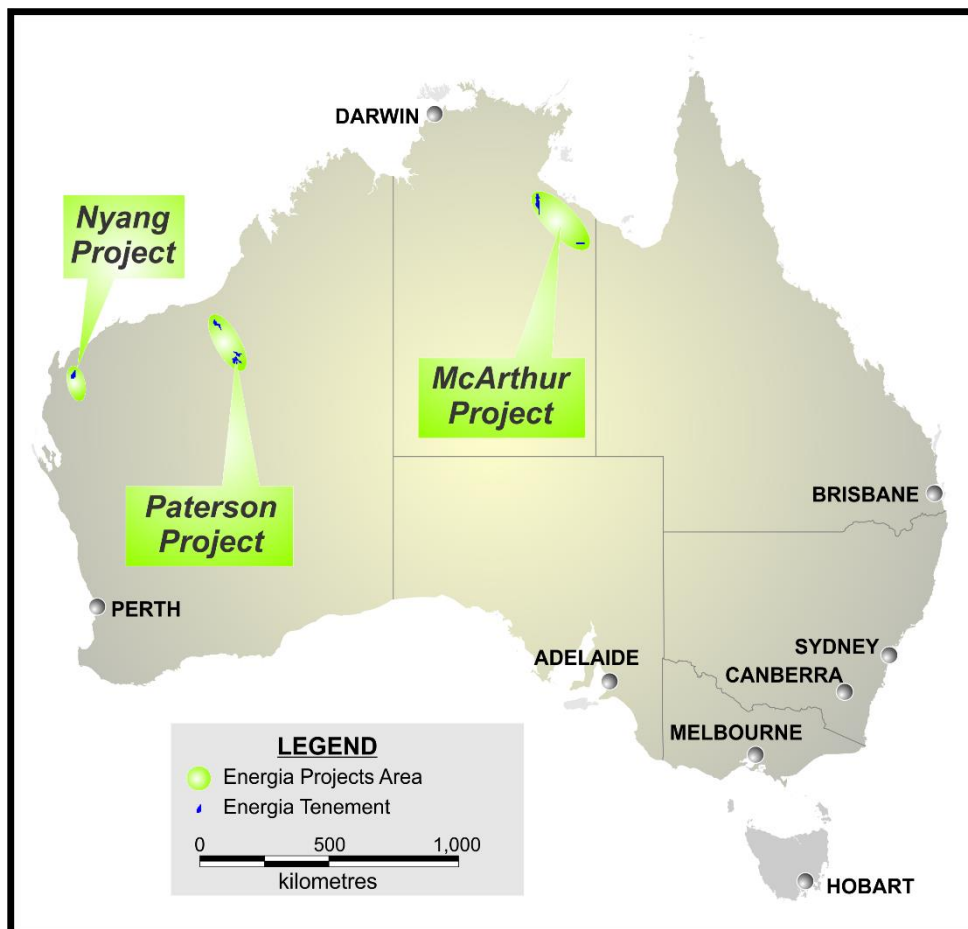 DARWIN
Nyang
Project
McArthur
Project
Paterson
Project
BRISBANE
PERTH
ADELAIDE
SYDNEY
CANBERRA
MELBOURNE
LEGEND
Energia Projects Area
Energia Tenement
0 500 1,000
kilometres
HOBART